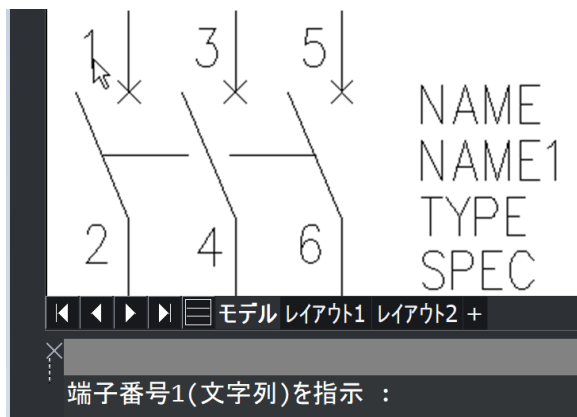 1 3 5
NAME
NAME1
TYPE
2 4 6
SPEC
モデル レイアウト1 レイアウト2 +
端子番号1(文字列)を指示 :